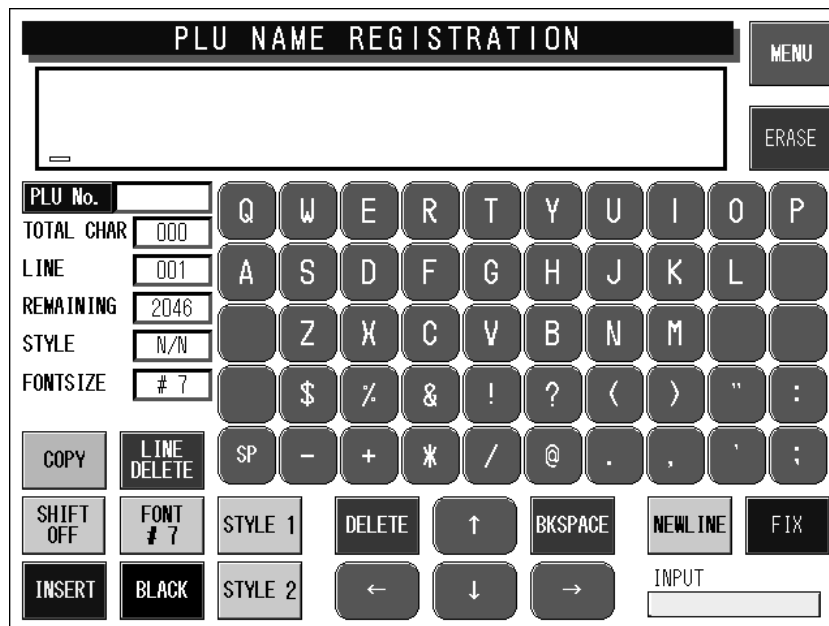 PLU NAME REGISTRATION
MENU
ERASE
PLU No.
TOTAL CHAR 000
LINE 001
REMAINING 2046
STYLE N/N
FONTSIZE # 7
Q W E R T Y U I O P
A S D F G H J K L
Z X C V B N M
$ % & ! ? ( ) " :
SP - + * / @ . , ' ;
COPY
LINE DELETE
SHIFT OFF
FONT # 7
STYLE 1
DELETE
↑
BKSPACE
NEWLINE
FIX
INSERT
BLACK
STYLE 2
←
↓
→
INPUT